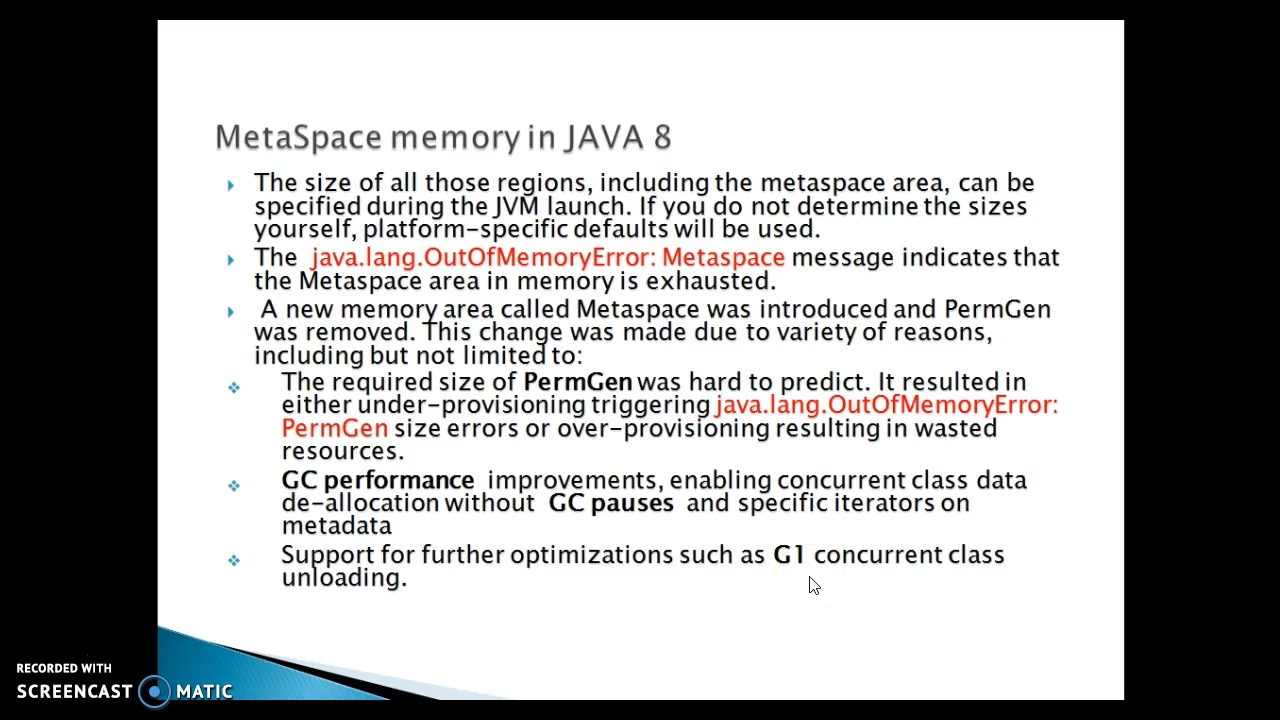 MetaSpace memory in JAVA 8
The size of all those regions, including the metaspace area, can be
specified during the JVM launch. If you do not determine the sizes
yourself, platform-specific defaults will be used.
The java.lang.OutOfMemoryError: Metaspace message indicates that
the Metaspace area in memory is exhausted.
A new memory area called Metaspace was introduced and PermGen
was removed. This change was made due to variety of reasons,
including but not limited to:
The required size of PermGen was hard to predict. It resulted in
either under-provisioning triggering java.lang.OutOfMemoryError:
PermGen size errors or over-provisioning resulting in wasted
resources.
GC performance improvements, enabling concurrent class data
de-allocation without GC pauses and specific iterators on
metadata
Support for further optimizations such as G1 concurrent class
unloading.
RECORDED WITH
SCREENCAST MATIC